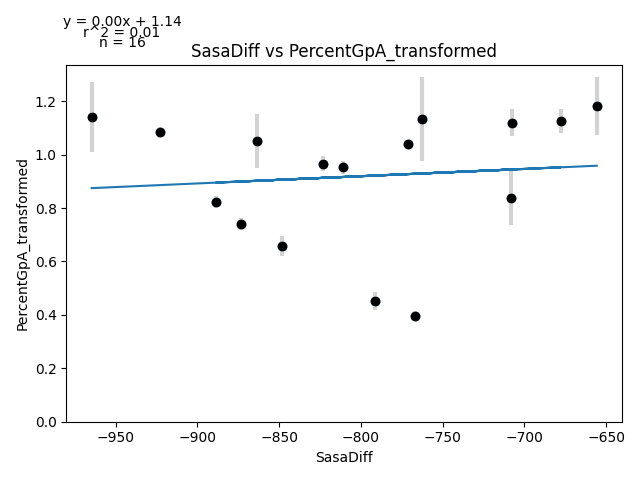 y = 0.00x + 1.14
r^2 = 0.01
n = 16
SasaDiff vs PercentGpA_transformed
1.2
1.0
0.8
0.6
0.4
0.2
0.0
PercentGpA_transformed
−950 −900 −850 −800 −750 −700 −650
SasaDiff